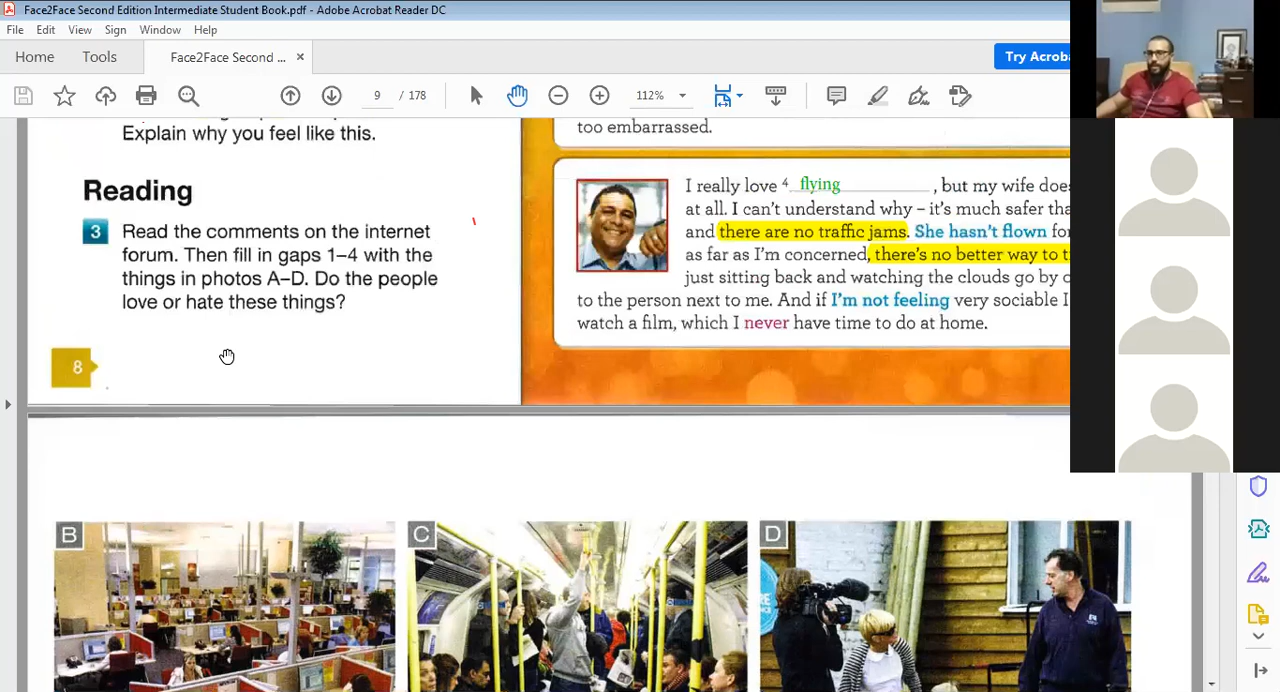 Face2Face Second Edition Intermediate Student Book.pdf - Adobe Acrobat Reader DC
File Edit View Sign Window Help
Home Tools Face2Face Second ... × Try Acroba
9 / 178 112%
Explain why you feel like this.
Reading
3 Read the comments on the internet
forum. Then fill in gaps 1–4 with the
things in photos A–D. Do the people
love or hate these things?
8
too embarrassed.
I really love 4 flying , but my wife does
at all. I can't understand why – it's much safer tha
and there are no traffic jams. She hasn't flown for
as far as I'm concerned, there's no better way to t
just sitting back and watching the clouds go by
to the person next to me. And if I'm not feeling very sociable I
watch a film, which I never have time to do at home.
B
C
D